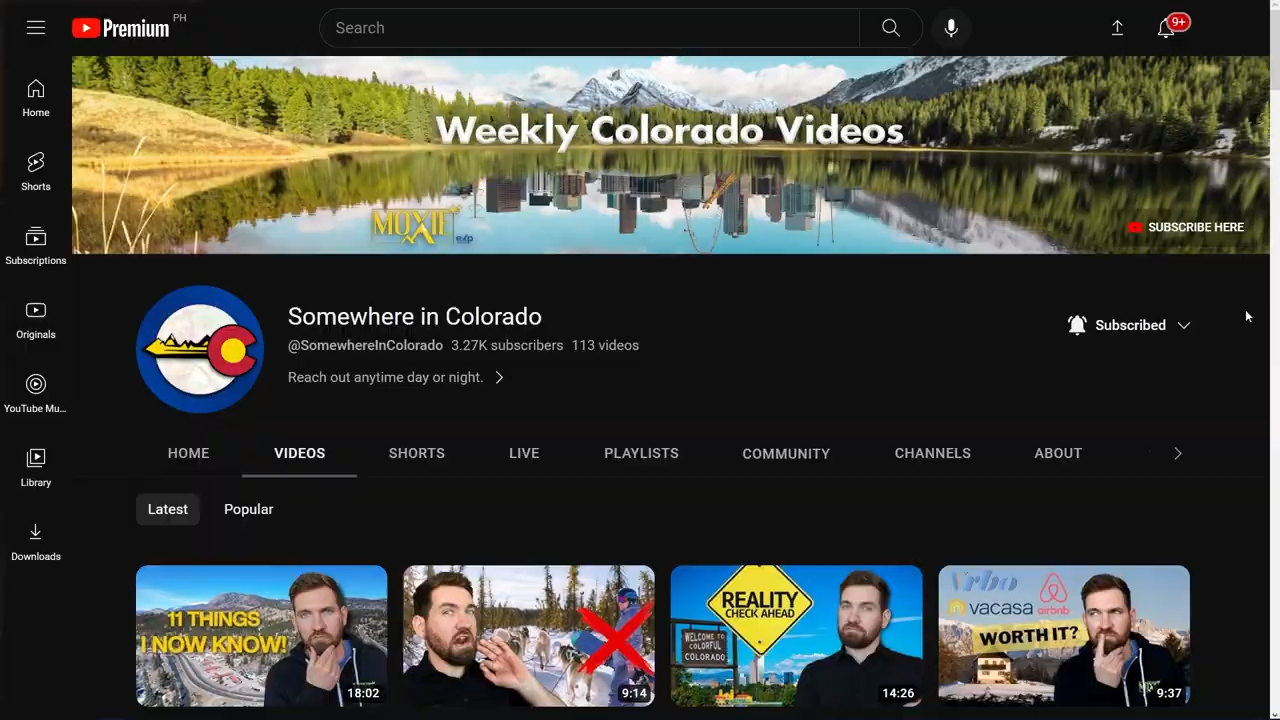 Premium PH
Search
9+
Home
Shorts
Subscriptions
Originals
YouTube Mu...
Library
Downloads
Weekly Colorado Videos
MOXIE
exp
SUBSCRIBE HERE
Somewhere in Colorado
@SomewhereInColorado 3.27K subscribers 113 videos
Reach out anytime day or night.
Subscribed
HOME VIDEOS SHORTS LIVE PLAYLISTS COMMUNITY CHANNELS ABOUT
Latest Popular
11 THINGS
I NOW KNOW!
18:02
9:14
REALITY
CHECK AHEAD
WELCOME TO
COLORFUL
COLORADO
14:26
Vrbo
vacasa
airbnb
WORTH IT?
9:37